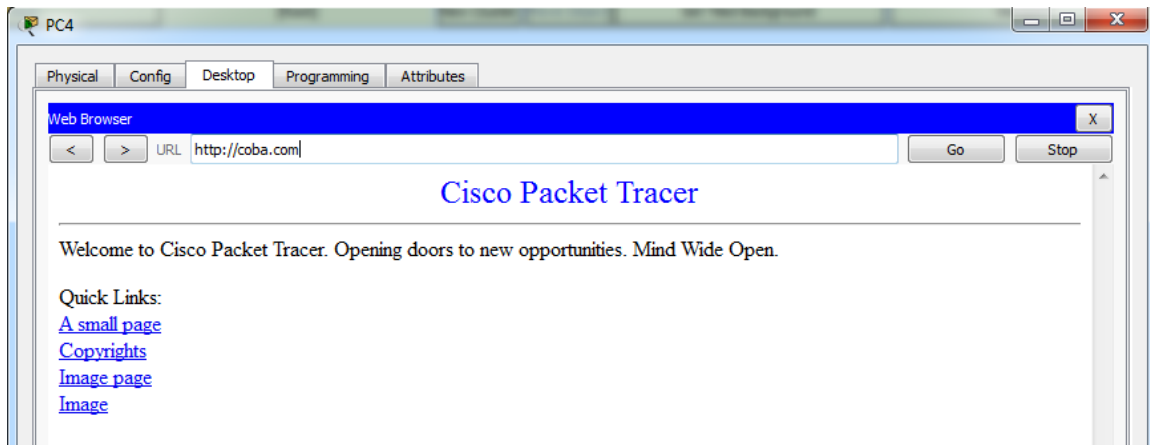 PC4
Physical Config Desktop Programming Attributes
Web Browser X
< > URL http://coba.com Go Stop
Cisco Packet Tracer
Welcome to Cisco Packet Tracer. Opening doors to new opportunities. Mind Wide Open.
Quick Links:
A small page
Copyrights
Image page
Image